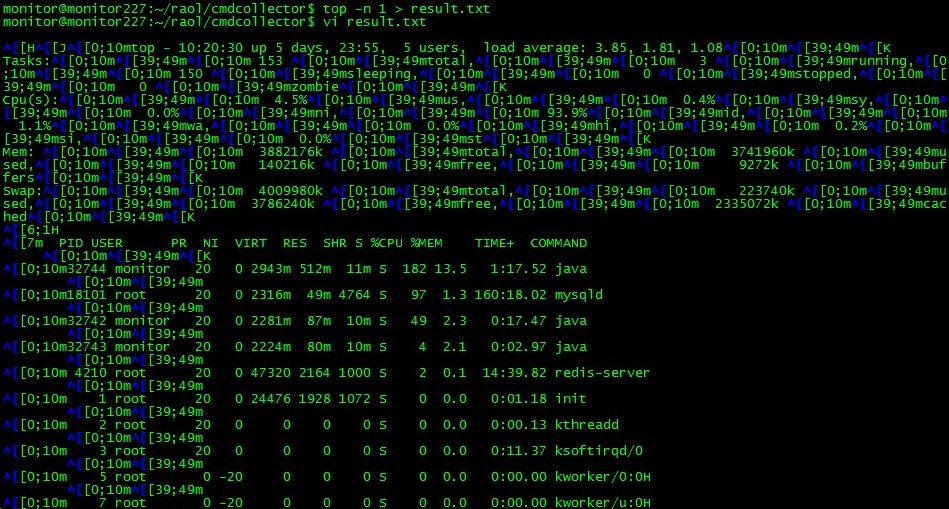 monitor@monitor227:~/raol/cmdcollector$ top -n 1 > result.txt
monitor@monitor227:~/raol/cmdcollector$ vi result.txt
^[[H^[[J^[[0;10mtop - 10:20:30 up 5 days, 23:55,  5 users,  load average: 3.85, 1.81, 1.08^[[0;10m^[[39;49m^[[K
Tasks:^[[0;10m^[[39;49m^[[0;10m 153 ^[[0;10m^[[39;49mtotal,^[[0;10m^[[39;49m^[[0;10m   3 ^[[0;10m^[[39;49mrunning,^[[0
;10m^[[39;49m^[[0;10m 150 ^[[0;10m^[[39;49msleeping,^[[0;10m^[[39;49m^[[0;10m   0 ^[[0;10m^[[39;49mstopped,^[[0;10m^[[
39;49m^[[0;10m   0 ^[[0;10m^[[39;49mzombie^[[0;10m^[[39;49m^[[K
Cpu(s):^[[0;10m^[[39;49m^[[0;10m  4.5%^[[0;10m^[[39;49mus,^[[0;10m^[[39;49m^[[0;10m  0.4%^[[0;10m^[[39;49msy,^[[0;10m^
[[39;49m^[[0;10m  0.0%^[[0;10m^[[39;49mni,^[[0;10m^[[39;49m^[[0;10m 93.9%^[[0;10m^[[39;49mid,^[[0;10m^[[39;49m^[[0;10m
  1.1%^[[0;10m^[[39;49mwa,^[[0;10m^[[39;49m^[[0;10m  0.0%^[[0;10m^[[39;49mhi,^[[0;10m^[[39;49m^[[0;10m  0.2%^[[0;10m^[
[39;49msi,^[[0;10m^[[39;49m^[[0;10m  0.0%^[[0;10m^[[39;49mst^[[0;10m^[[39;49m^[[K
Mem: ^[[0;10m^[[39;49m^[[0;10m  3882176k ^[[0;10m^[[39;49mtotal,^[[0;10m^[[39;49m^[[0;10m  3741960k ^[[0;10m^[[39;49mu
sed,^[[0;10m^[[39;49m^[[0;10m   140216k ^[[0;10m^[[39;49mfree,^[[0;10m^[[39;49m^[[0;10m     9272k ^[[0;10m^[[39;49mbuf
fers^[[0;10m^[[39;49m^[[K
Swap:^[[0;10m^[[39;49m^[[0;10m  4009980k ^[[0;10m^[[39;49mtotal,^[[0;10m^[[39;49m^[[0;10m   223740k ^[[0;10m^[[39;49mu
sed,^[[0;10m^[[39;49m^[[0;10m  3786240k ^[[0;10m^[[39;49mfree,^[[0;10m^[[39;49m^[[0;10m  2335072k ^[[0;10m^[[39;49mcac
hed^[[0;10m^[[39;49m^[[K
^[[6;1H
^[[7m  PID USER      PR  NI  VIRT  RES  SHR S %CPU %MEM    TIME+  COMMAND
^[[0;10m^[[39;49m^[[K
^[[0;10m32744 monitor   20   0 2943m 512m  11m S  182 13.5   1:17.52 java
^[[0;10m^[[39;49m
^[[0;10m18101 root      20   0 2316m  49m 4764 S   97  1.3 160:18.02 mysqld
^[[0;10m^[[39;49m
^[[0;10m32742 monitor   20   0 2281m  87m  10m S   49  2.3   0:17.47 java
^[[0;10m^[[39;49m
^[[0;10m32743 monitor   20   0 2224m  80m  10m S    4  2.1   0:02.97 java
^[[0;10m^[[39;49m
^[[0;10m 4210 root      20   0 47320 2164 1000 S    2  0.1  14:39.82 redis-server
^[[0;10m^[[39;49m
^[[0;10m    1 root      20   0 24476 1928 1072 S    0  0.0   0:01.18 init
^[[0;10m^[[39;49m
^[[0;10m    2 root      20   0     0    0    0 S    0  0.0   0:00.13 kthreadd
^[[0;10m^[[39;49m
^[[0;10m    3 root      20   0     0    0    0 S    0  0.0   0:11.37 ksoftirqd/0
^[[0;10m^[[39;49m
^[[0;10m    5 root       0 -20     0    0    0 S    0  0.0   0:00.00 kworker/0:0H
^[[0;10m^[[39;49m
^[[0;10m    7 root       0 -20     0    0    0 S    0  0.0   0:00.00 kworker/u:0H